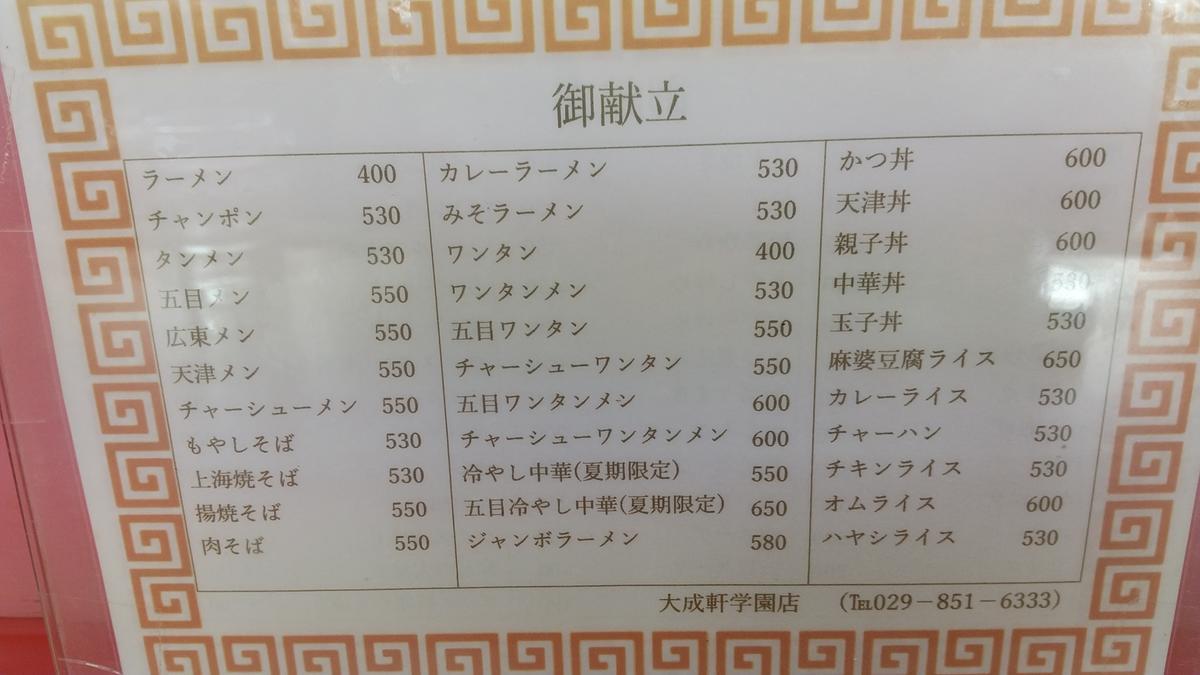 御献立
ラーメン 400
チャンポン 530
タンメン 530
五目メン 550
広東メン 550
天津メン 550
チャーシューメン 550
もやしそば 530
上海焼そば 530
揚焼そば 550
肉そば 550
カレーラーメン 530
みそラーメン 530
ワンタン 400
ワンタンメン 530
五目ワンタン 550
チャーシューワンタン 550
五目ワンタンメシ 600
チャーシューワンタンメン 600
冷やし中華(夏期限定) 550
五目冷やし中華(夏期限定) 650
ジャンボラーメン 580
かつ丼 600
天津丼 600
親子丼 600
中華丼 530
玉子丼 530
麻婆豆腐ライス 650
カレーライス 530
チャーハン 530
チキンライス 530
オムライス 600
ハヤシライス 530
大成軒学園店 (℡029－851－6333)